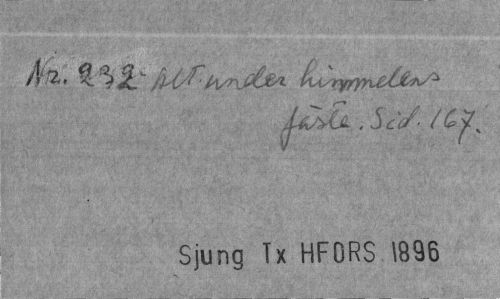 Nr. 232 Allt under himmelens
fäste. Sid. 167.
Sjung Tx HFORS 1896